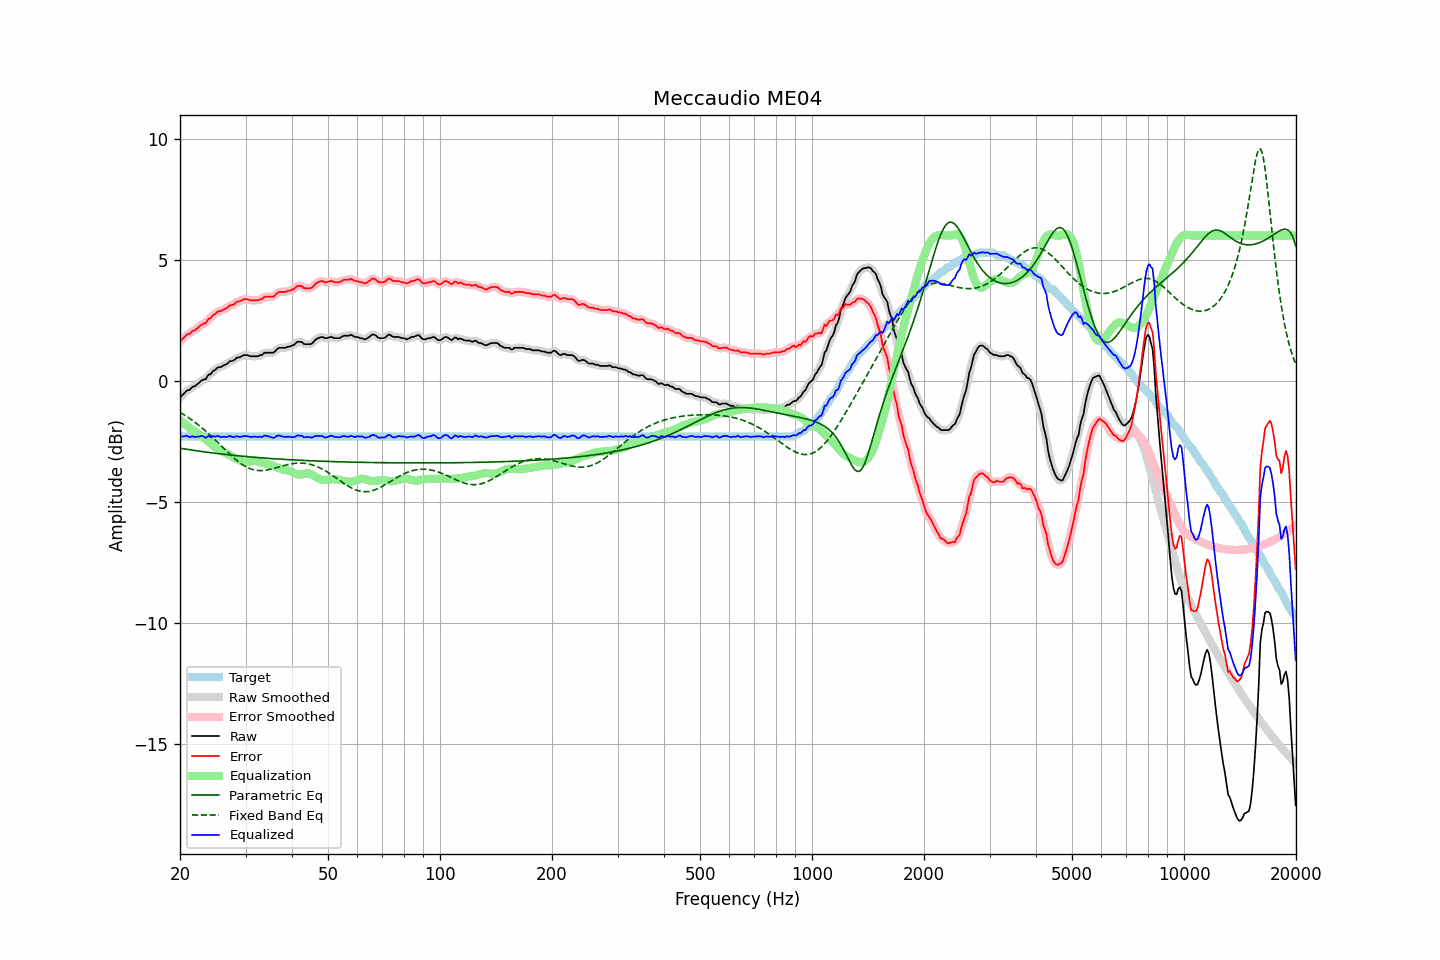 Meccaudio ME04
Amplitude (dBr)
10
5
0
−5
−10
−15
Target
Raw Smoothed
Error Smoothed
Raw
Error
Equalization
Parametric Eq
Fixed Band Eq
Equalized
20 50 100 200 500 1000 2000 5000 10000 20000
Frequency (Hz)